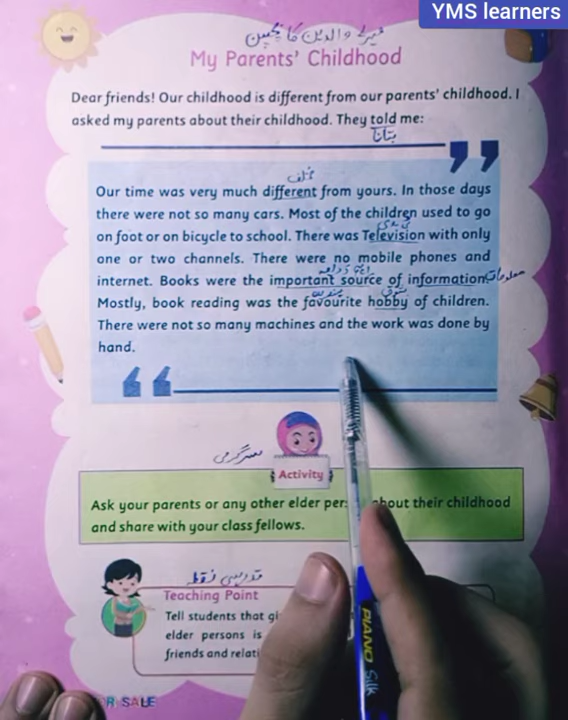 YMS learners
میرے والدین کا بچپن
My Parents' Childhood
Dear friends! Our childhood is different from our parents' childhood. I
asked my parents about their childhood. They told me:
بتانا
مختلف
Our time was very much different from yours. In those days
there were not so many cars. Most of the children used to go
on foot or on bicycle to school. There was Television with only
one or two channels. There were no mobile phones and
internet. Books were the important source of information.
معلومات
Mostly, book reading was the favourite hobby of children.
There were not so many machines and the work was done by
hand.
سرگرمی
Activity
Ask your parents or any other elder per about their childhood
and share with your class fellows.
تدریسی نقطہ
Teaching Point
Tell students that
elder persons is
friends and
SALE